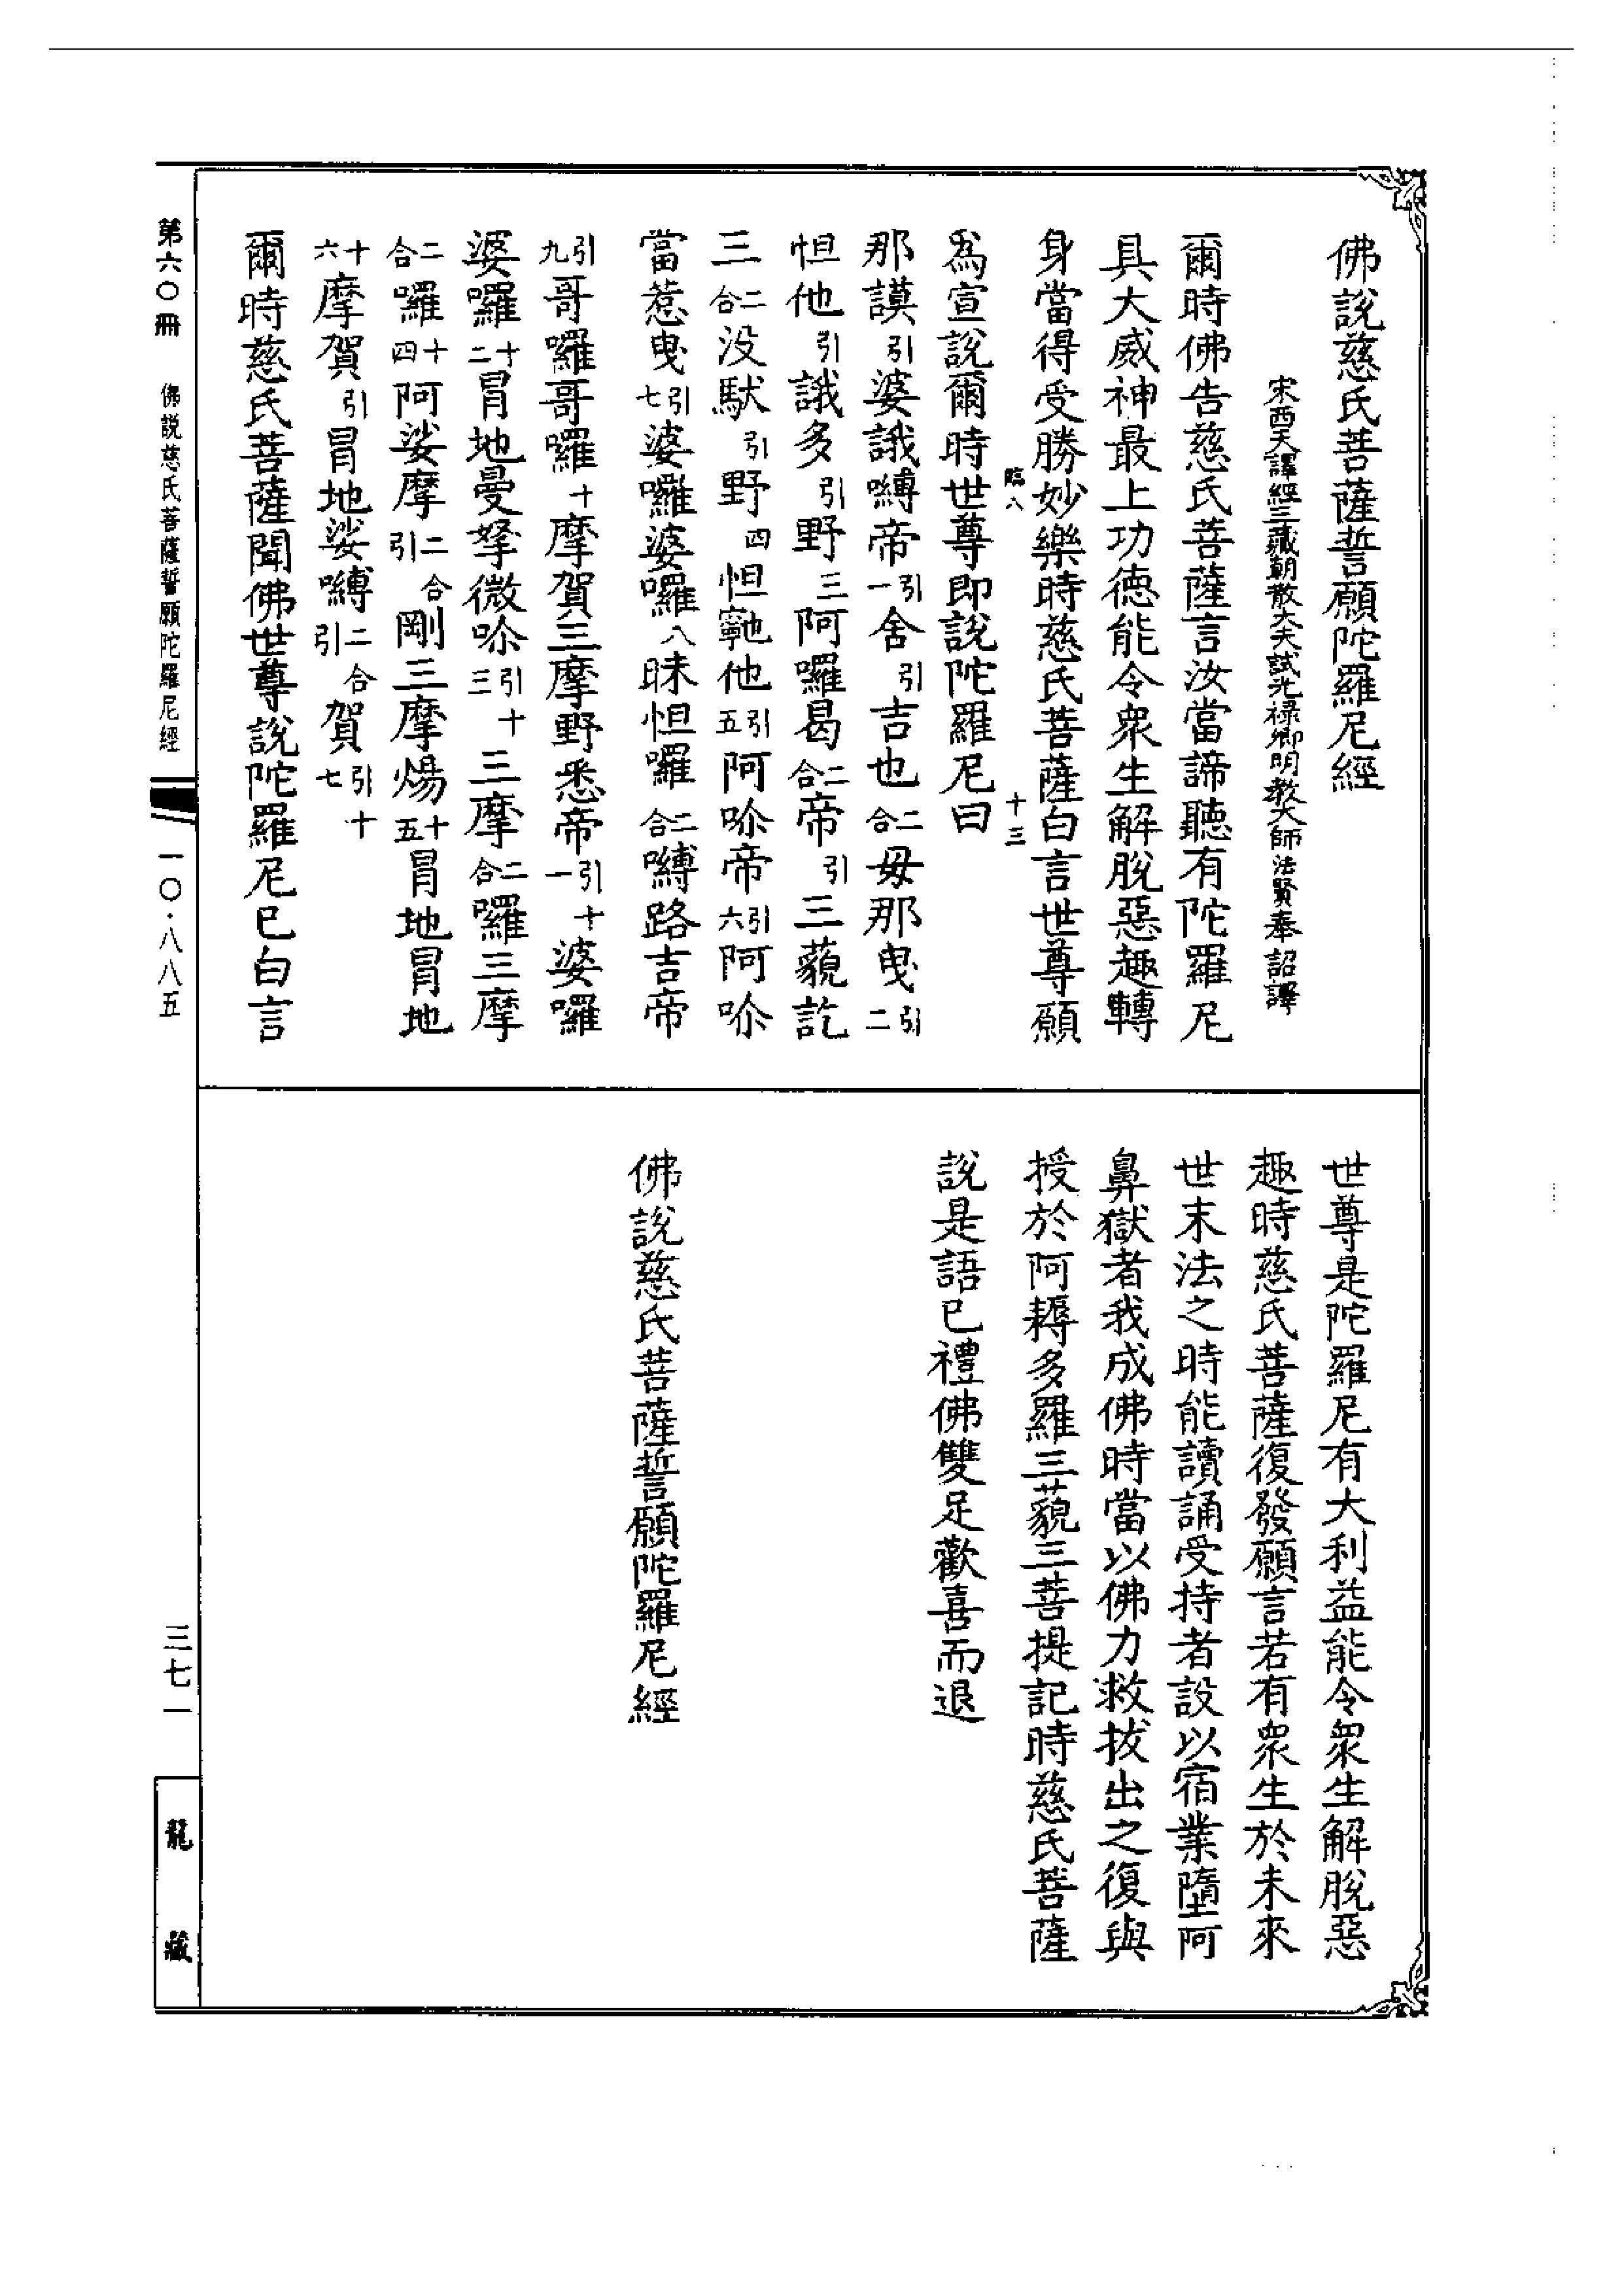 佛說慈氏菩薩誓願陀羅尼經
宋西天譯經三藏朝散大夫試光祿卿明教大師法賢奉詔譯
爾時佛告慈氏菩薩言汝當諦聽有陀羅尼
具大威神最上功德能令衆生解脫惡趣轉
身當得受勝妙樂時慈氏菩薩白言世尊願
臨八 十三
爲宣說爾時世尊即說陀羅尼曰
那謨引婆誐嚩帝引一舍引吉也二合毋那曳引二
怛他引誐多引野三阿囉曷二合帝引三藐訖
三二合没馱引野四怛寧也他引五阿哳帝引六阿哳
當惹曳引七婆囉婆囉八昧怛囉二合嚩路吉帝
引九哥囉哥囉十摩賀三摩野悉帝引十一婆囉
婆囉十二冐地曼拏微哳引十三三摩二合囉三摩
二合囉十四阿娑摩二合引剛三摩煬十五冐地冐地
十六摩賀引冐地娑嚩二合引賀引十七
爾時慈氏菩薩聞佛世尊說陀羅尼已白言
世尊是陀羅尼有大利益能令衆生解脫惡
趣時慈氏菩薩復發願言若有衆生於未來
世末法之時能讀誦受持者設以宿業墮阿
鼻獄者我成佛時當以佛力救拔出之復與
授於阿耨多羅三藐三菩提記時慈氏菩薩
說是語已禮佛雙足歡喜而退
佛說慈氏菩薩誓願陀羅尼經
第六〇冊 佛説慈氏菩薩誓願陀羅尼經 一〇·八八五 三七一 龍藏